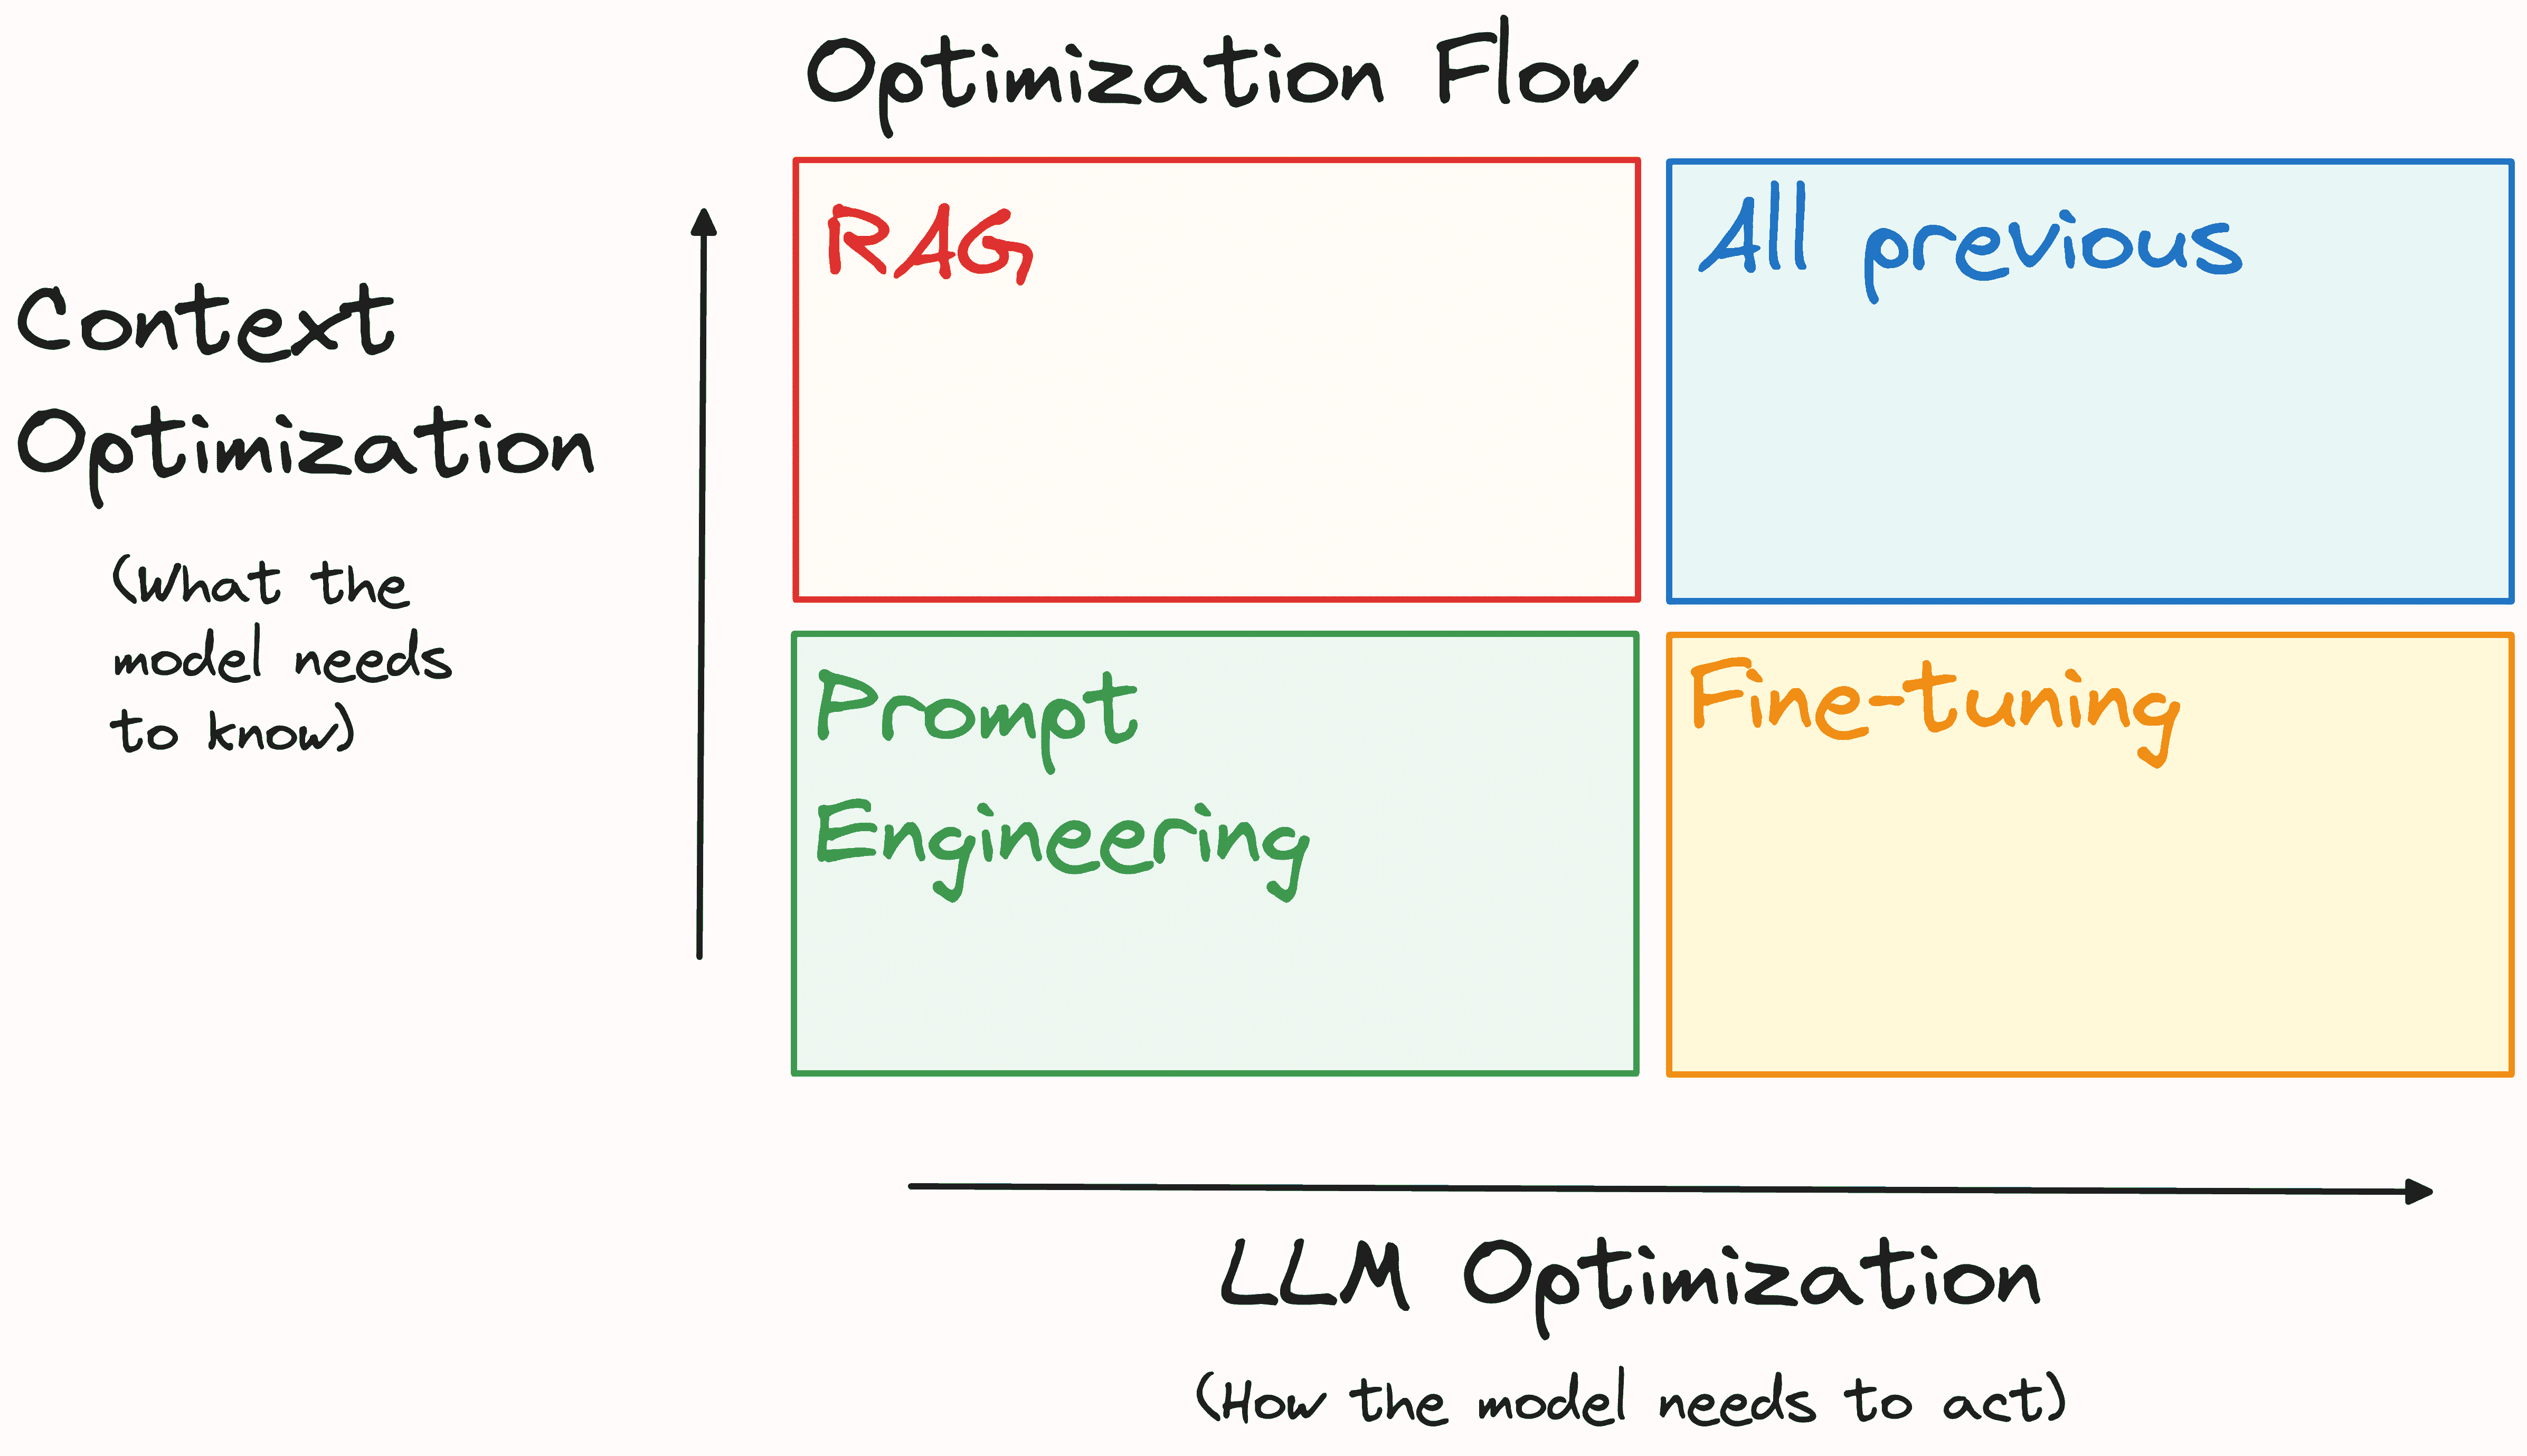 Optimization Flow
Context
Optimization
(What the
model needs
to know)
RAG
All previous
Prompt
Engineering
Fine-tuning
LLM Optimization
(How the model needs to act)